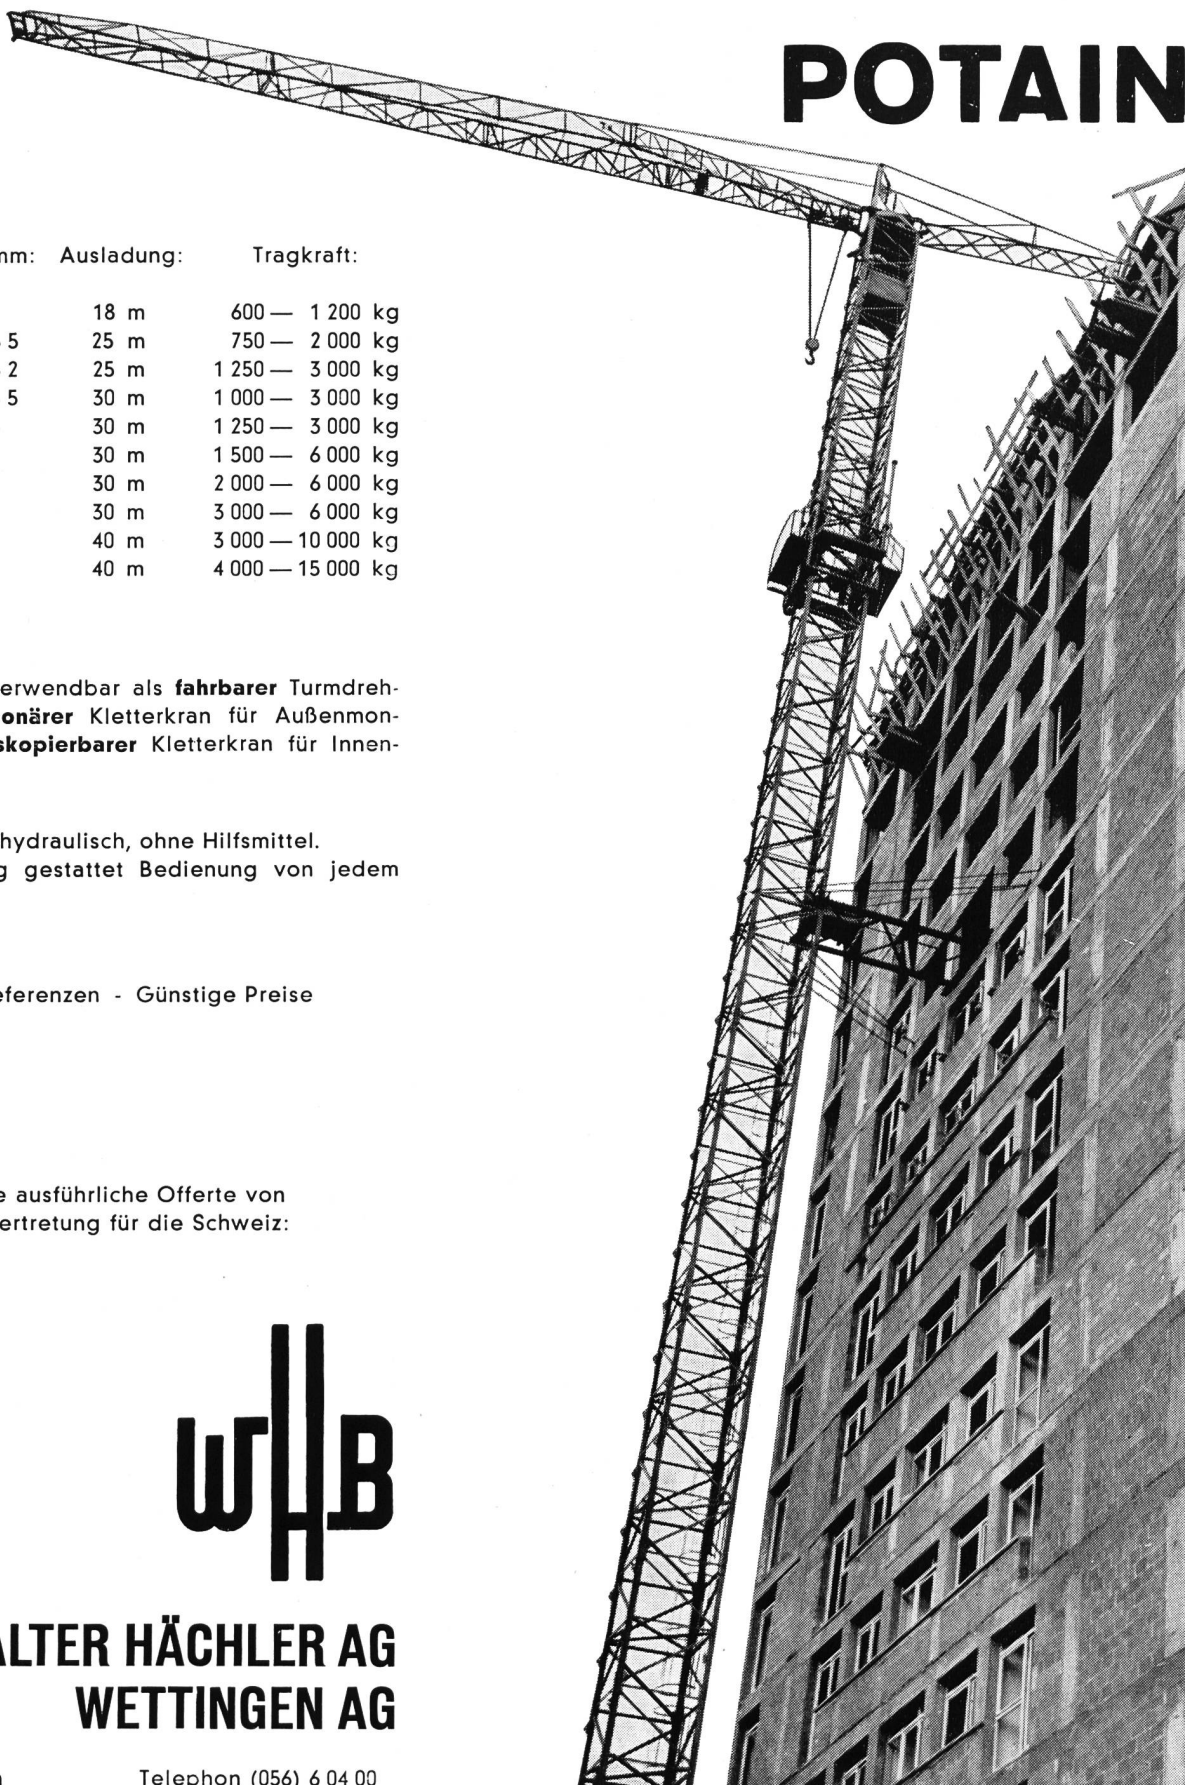 POTAIN
mm: Ausladung: Tragkraft:
18 m 600 — 1 200 kg
5 25 m 750 — 2 000 kg
2 25 m 1 250 — 3 000 kg
5 30 m 1 000 — 3 000 kg
30 m 1 250 — 3 000 kg
30 m 1 500 — 6 000 kg
30 m 2 000 — 6 000 kg
30 m 3 000 — 6 000 kg
40 m 3 000 — 10 000 kg
40 m 4 000 — 15 000 kg
erwendbar als fahrbarer Turmdreh-
onärer Kletterkran für Außenmon-
skopierbarer Kletterkran für Innen-
hydraulisch, ohne Hilfsmittel.
g gestattet Bedienung von jedem
eferenzen - Günstige Preise
e ausführliche Offerte von
ertretung für die Schweiz:
WHB
ALTER HÄCHLER AG
WETTINGEN AG
Telephon (056) 6 04 00